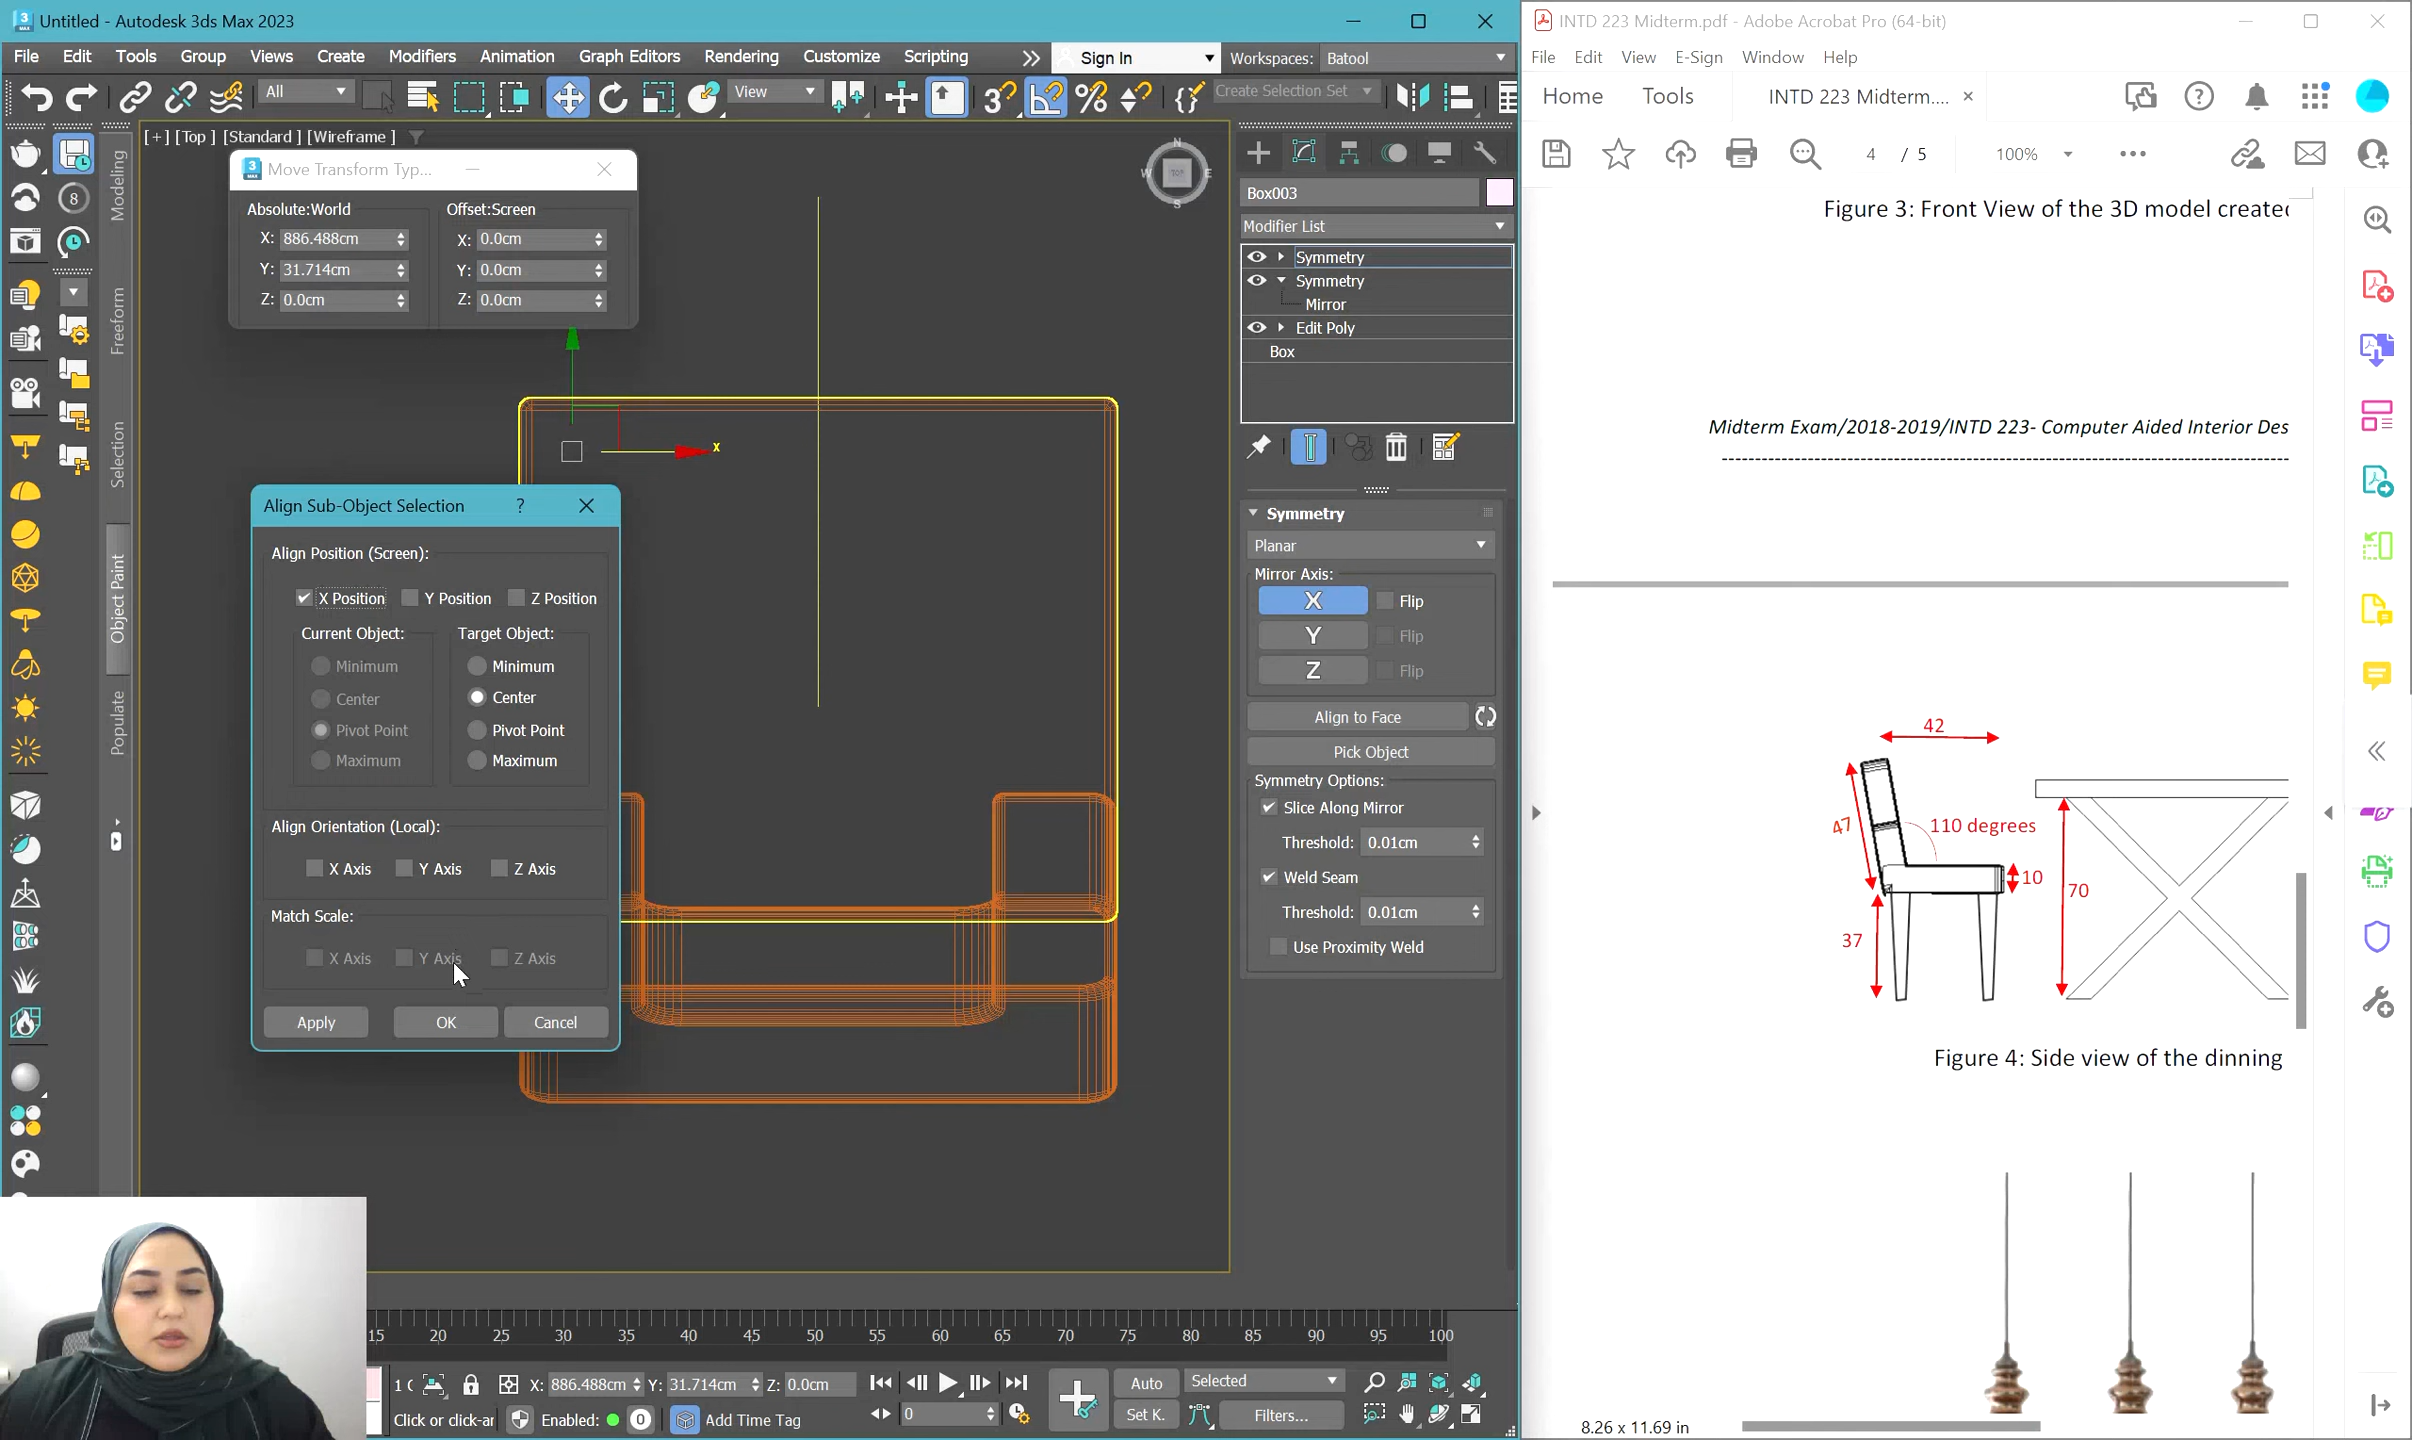 Untitled - Autodesk 3ds Max 2023
File Edit Tools Group Views Create Modifiers Animation Graph Editors Rendering Customize Scripting
Sign In
Workspaces: Batool
All
View
Create Selection Set
[+] [Top ] [Standard ] [Wireframe ]
Move Transform Typ...
Absolute:World
X: 886.488cm
Y: 31.714cm
Z: 0.0cm
Offset:Screen
X: 0.0cm
Y: 0.0cm
Z: 0.0cm
Modeling
Freeform
Selection
Object Paint
Populate
8
N
W
TOP
E
S
x
Align Sub-Object Selection ?
Align Position (Screen):
X Position Y Position Z Position
Current Object:
Minimum
Center
Pivot Point
Maximum
Target Object:
Minimum
Center
Pivot Point
Maximum
Align Orientation (Local):
X Axis Y Axis Z Axis
Match Scale:
X Axis Y Axis Z Axis
Apply OK Cancel
Box003
Modifier List
Symmetry
Symmetry
Mirror
Edit Poly
Box
Symmetry
Planar
Mirror Axis:
X Flip
Y Flip
Z Flip
Align to Face
Pick Object
Symmetry Options:
Slice Along Mirror
Threshold: 0.01cm
Weld Seam
Threshold: 0.01cm
Use Proximity Weld
15 20 25 30 35 40 45 50 55 60 65 70 75 80 85 90 95 100
X: 886.488cm Y: 31.714cm Z: 0.0cm
Auto Selected
Click or click-ar Enabled: 0 Add Time Tag
0
Set K. Filters...
INTD 223 Midterm.pdf - Adobe Acrobat Pro (64-bit)
File Edit View E-Sign Window Help
Home Tools INTD 223 Midterm....
4 / 5 100%
Figure 3: Front View of the 3D model created
Midterm Exam/2018-2019/INTD 223- Computer Aided Interior Des
42
47
110 degrees
10
70
37
Figure 4: Side view of the dinning
8.26 x 11.69 in